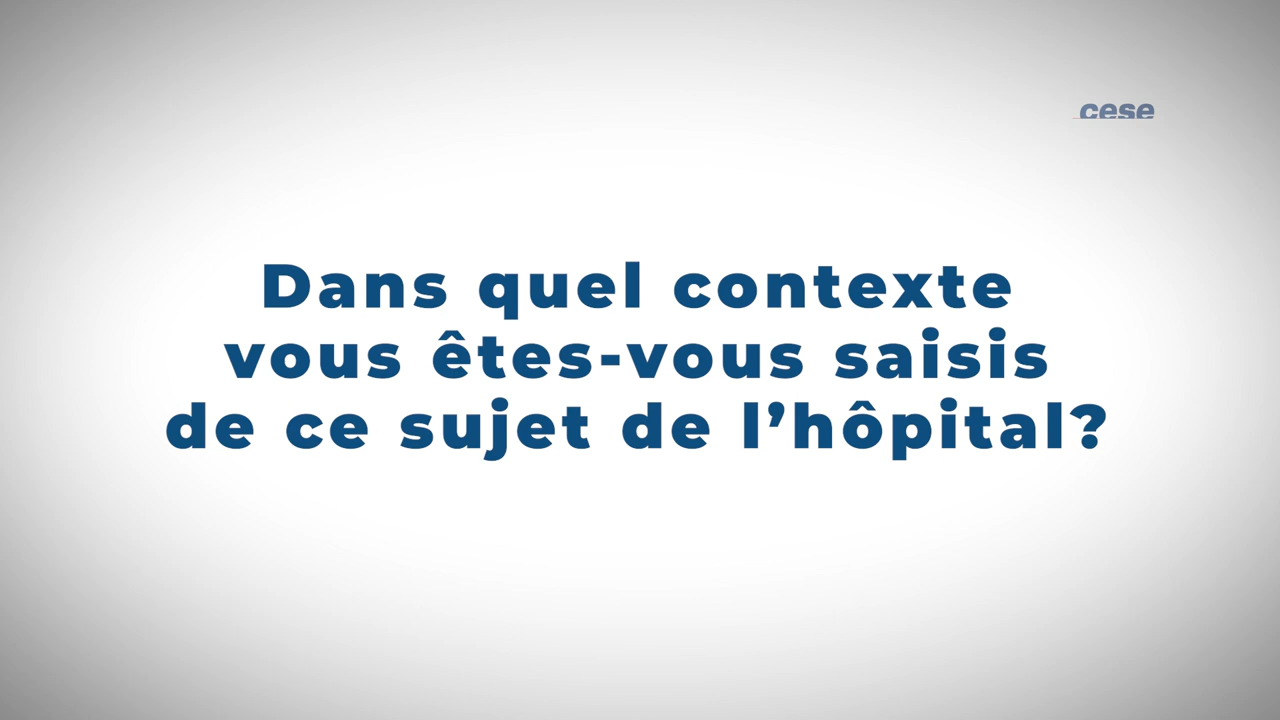 cese
Dans quel contexte
vous êtes-vous saisis
de ce sujet de l’hôpital?